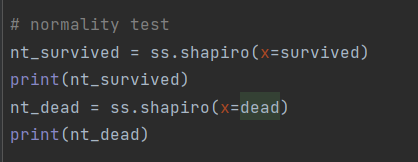 # normality test
nt_survived = ss.shapiro(x=survived)
print(nt_survived)
nt_dead = ss.shapiro(x=dead)
print(nt_dead)